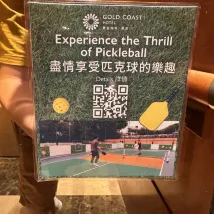 GOLD COAST
HOTEL
Experience the Thrill
of Pickleball
盡情享受匹克球的樂趣
Details 詳情